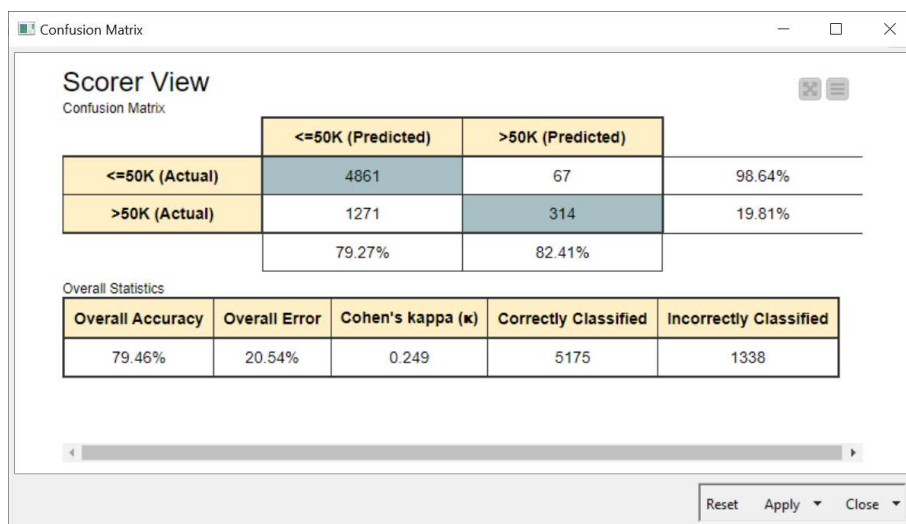 Confusion Matrix
Scorer View
Confusion Matrix
<=50K (Predicted) >50K (Predicted)
<=50K (Actual) 4861 67 98.64%
>50K (Actual) 1271 314 19.81%
79.27% 82.41%
Overall Statistics
Overall Accuracy Overall Error Cohen's kappa (κ) Correctly Classified Incorrectly Classified
79.46% 20.54% 0.249 5175 1338
Reset Apply Close